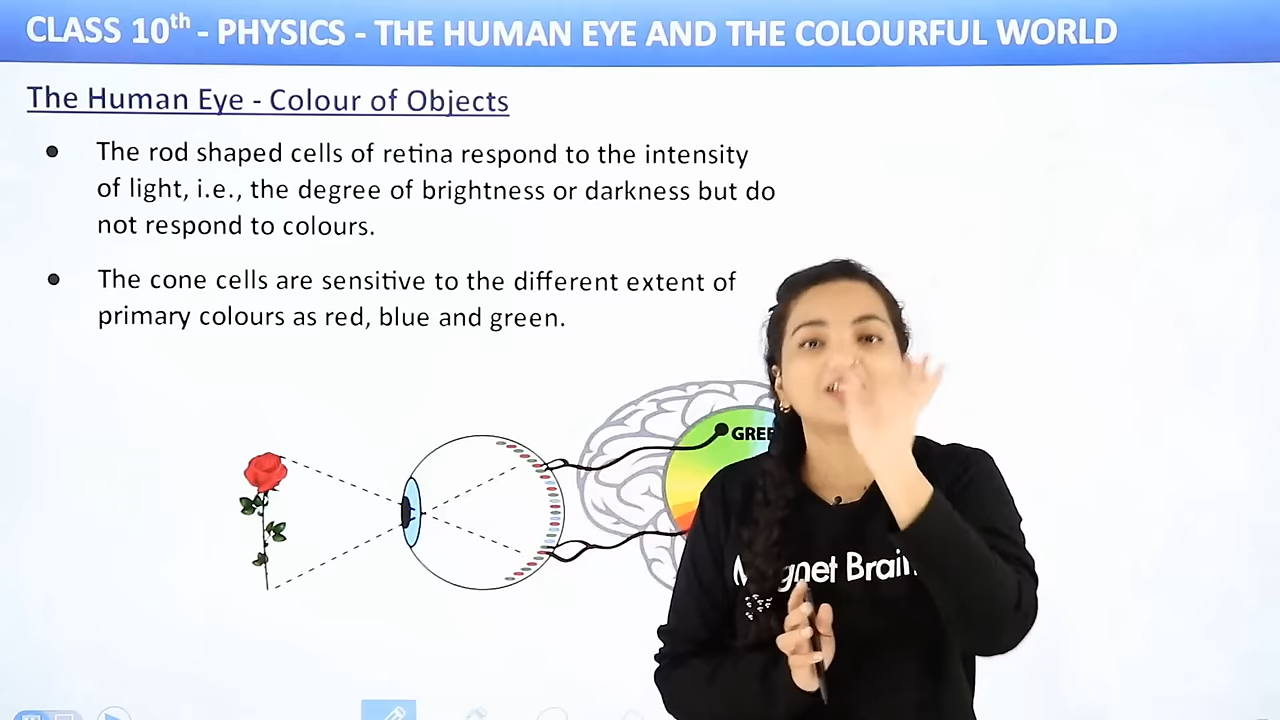 CLASS 10th - PHYSICS - THE HUMAN EYE AND THE COLOURFUL WORLD
The Human Eye - Colour of Objects
● The rod shaped cells of retina respond to the intensity
of light, i.e., the degree of brightness or darkness but do
not respond to colours.
● The cone cells are sensitive to the different extent of
primary colours as red, blue and green.
GREE
Magnet Brain